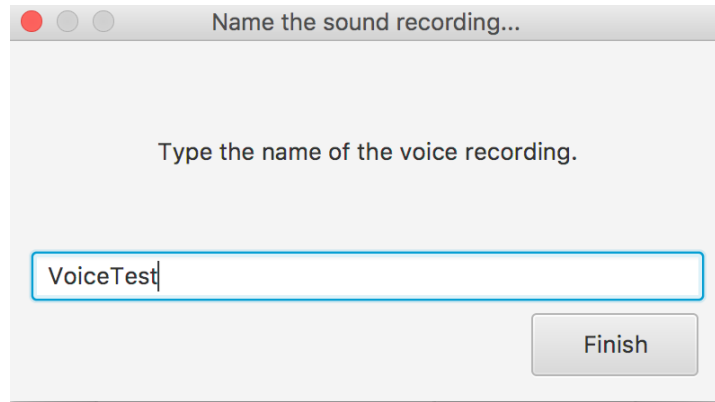 Name the sound recording...
Type the name of the voice recording.
VoiceTest
Finish